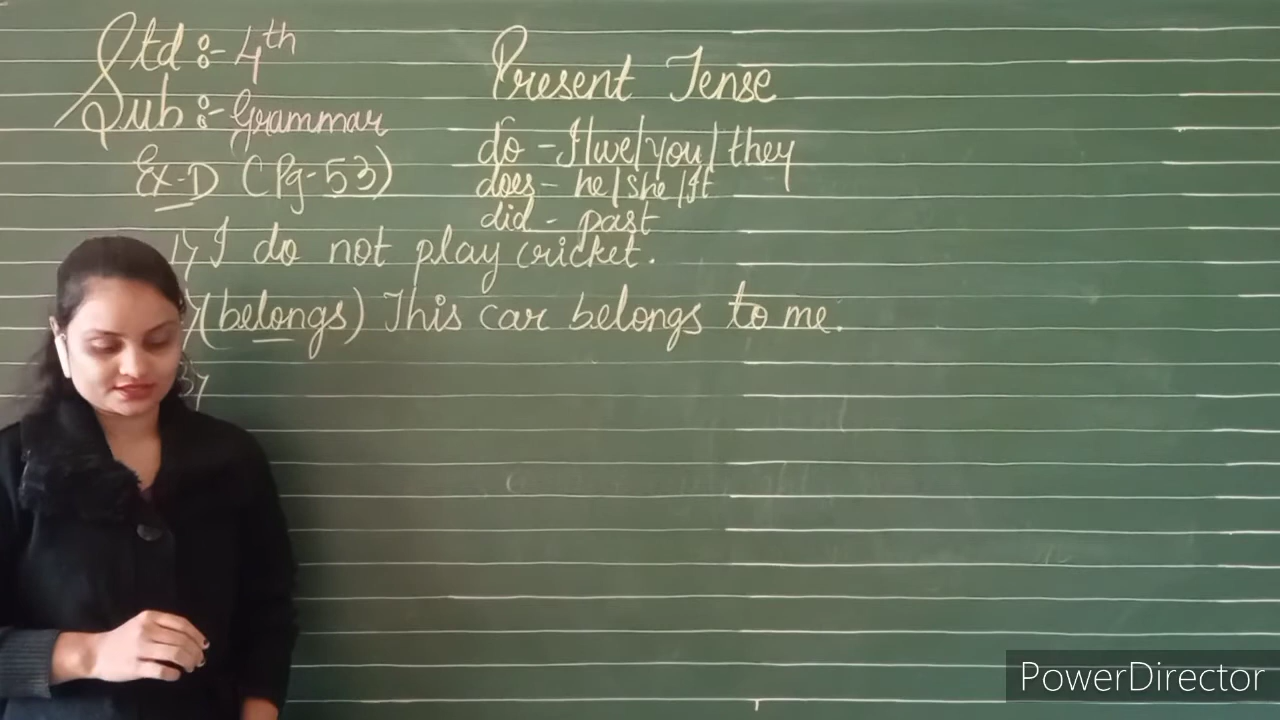 Std :- 4th
Sub :- Grammar
Ex-D (Pg-53)
Present Tense
do - I/we/you/they
does - he/she/It
did - past
1) I do not play cricket.
(belongs) This car belongs to me.
3)
PowerDirector